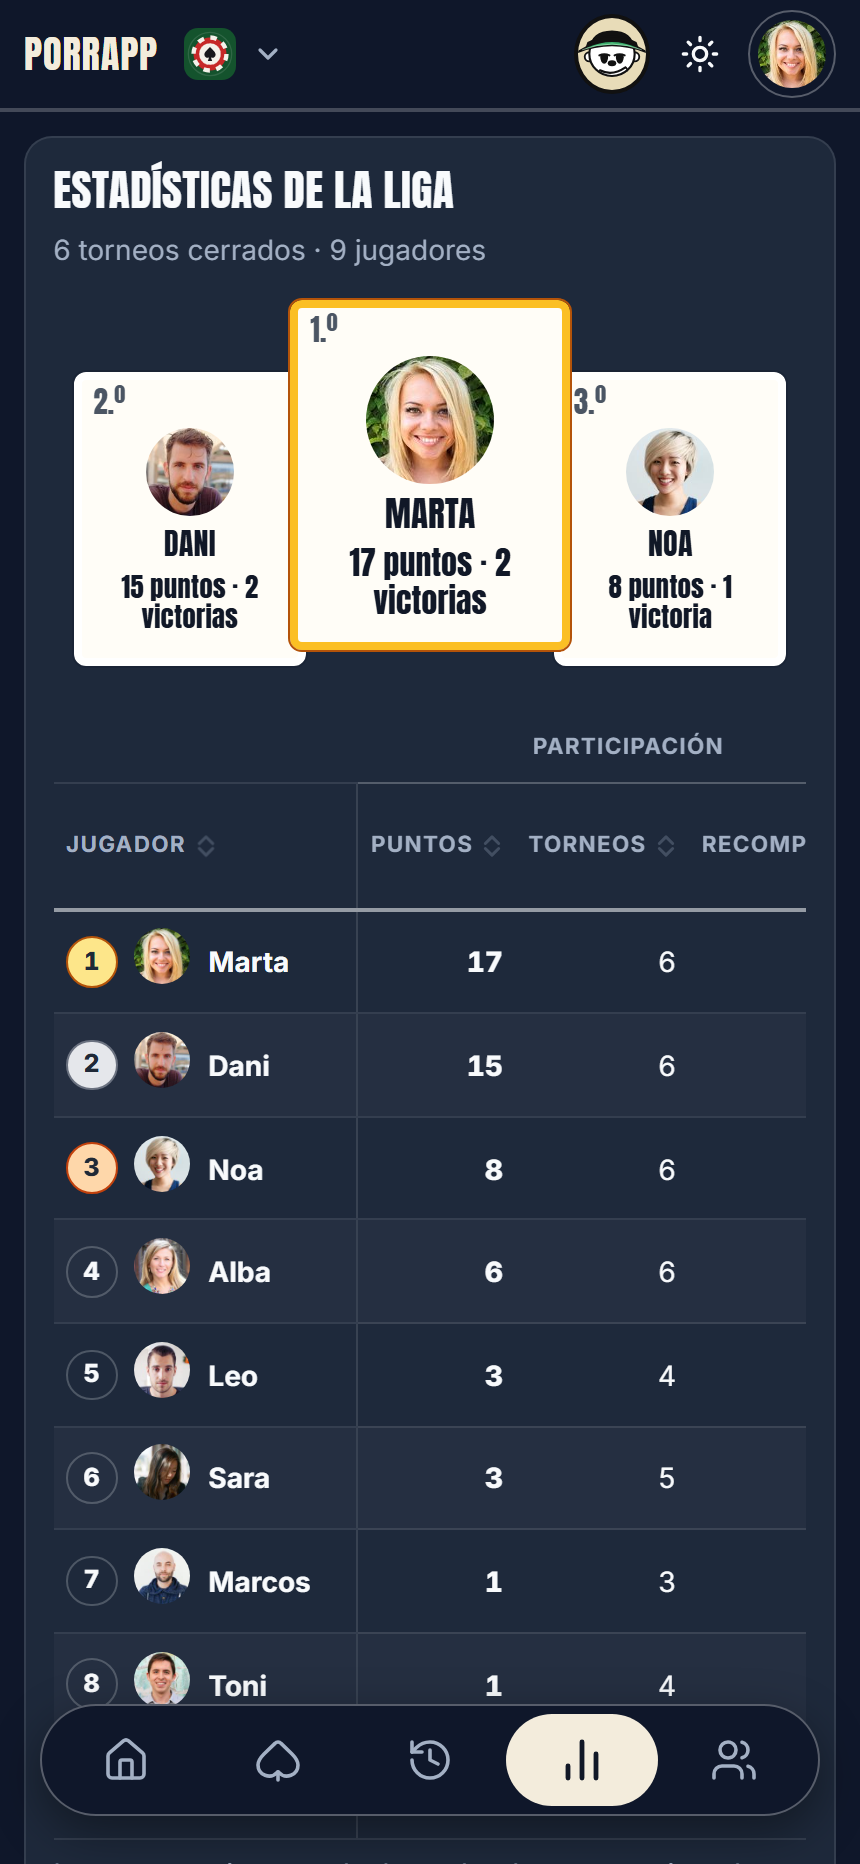 PORRAPP
ESTADÍSTICAS DE LA LIGA
6 torneos cerrados · 9 jugadores
1.º
MARTA
17 puntos · 2
victorias
2.º
DANI
15 puntos · 2
victorias
3.º
NOA
8 puntos · 1
victoria
PARTICIPACIÓN
JUGADOR PUNTOS TORNEOS RECOMP
1 Marta 17 6
2 Dani 15 6
3 Noa 8 6
4 Alba 6 6
5 Leo 3 4
6 Sara 3 5
7 Marcos 1 3
8 Toni 1 4